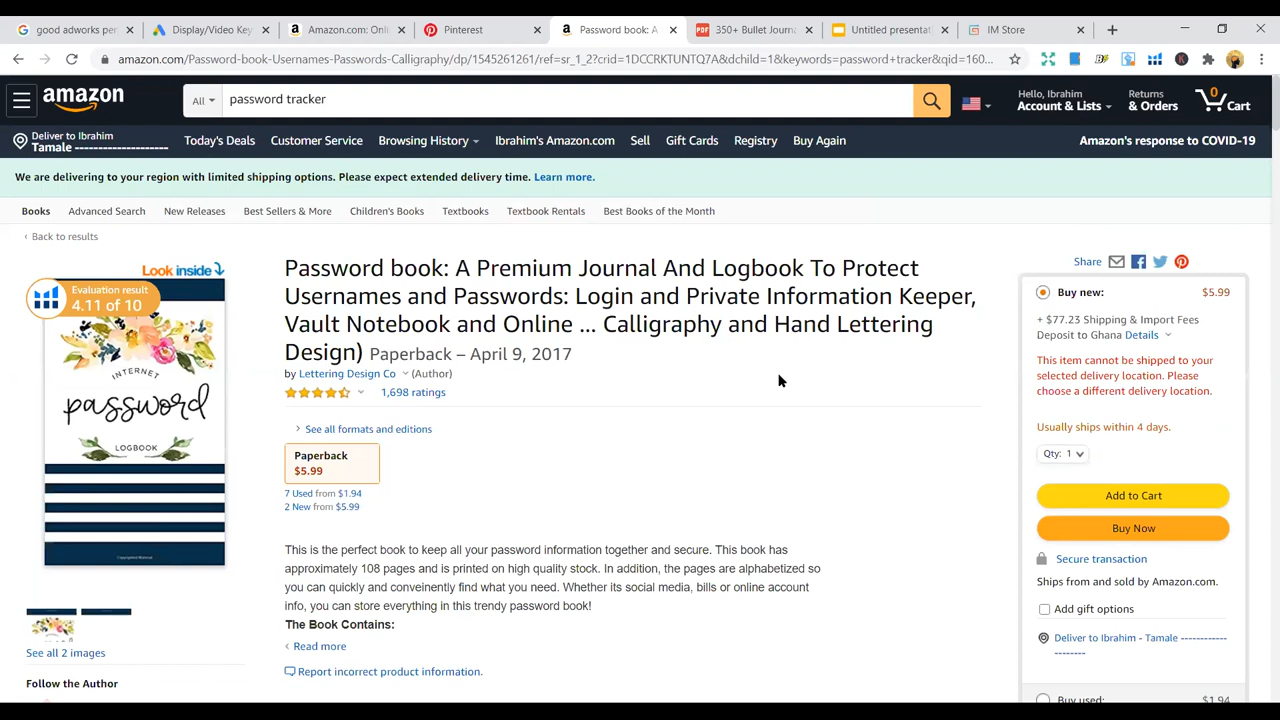 good adworks per
Display/Video Key
Amazon.com: Onl
Pinterest
Password book: A
350+ Bullet Journa
Untitled presentat
IM Store
amazon.com/Password-book-Usernames-Passwords-Calligraphy/dp/1545261261/ref=sr_1_2?crid=1DCCRKTUNTQ7A&dchild=1&keywords=password+tracker&qid=160...
amazon
All
password tracker
Hello, Ibrahim
Account & Lists
Returns
& Orders
0
Cart
Deliver to Ibrahim
Tamale --------------------
Today's Deals
Customer Service
Browsing History
Ibrahim's Amazon.com
Sell
Gift Cards
Registry
Buy Again
Amazon's response to COVID-19
We are delivering to your region with limited shipping options. Please expect extended delivery time. Learn more.
Books
Advanced Search
New Releases
Best Sellers & More
Children's Books
Textbooks
Textbook Rentals
Best Books of the Month
‹ Back to results
Look inside
Evaluation result
4.11 of 10
INTERNET
password
LOGBOOK
See all 2 images
Follow the Author
Password book: A Premium Journal And Logbook To Protect
Usernames and Passwords: Login and Private Information Keeper,
Vault Notebook and Online ... Calligraphy and Hand Lettering
Design) Paperback – April 9, 2017
by Lettering Design Co (Author)
1,698 ratings
See all formats and editions
Paperback
$5.99
7 Used from $1.94
2 New from $5.99
This is the perfect book to keep all your password information together and secure. This book has
approximately 108 pages and is printed on high quality stock. In addition, the pages are alphabetized so
you can quickly and conveinently find what you need. Whether its social media, bills or online account
info, you can store everything in this trendy password book!
The Book Contains:
Read more
Report incorrect product information.
Share
Buy new:
$5.99
+ $77.23 Shipping & Import Fees
Deposit to Ghana Details
This item cannot be shipped to your
selected delivery location. Please
choose a different delivery location.
Usually ships within 4 days.
Qty: 1
Add to Cart
Buy Now
Secure transaction
Ships from and sold by Amazon.com.
Add gift options
Deliver to Ibrahim - Tamale ------------
--------
Buy used:
$1.94